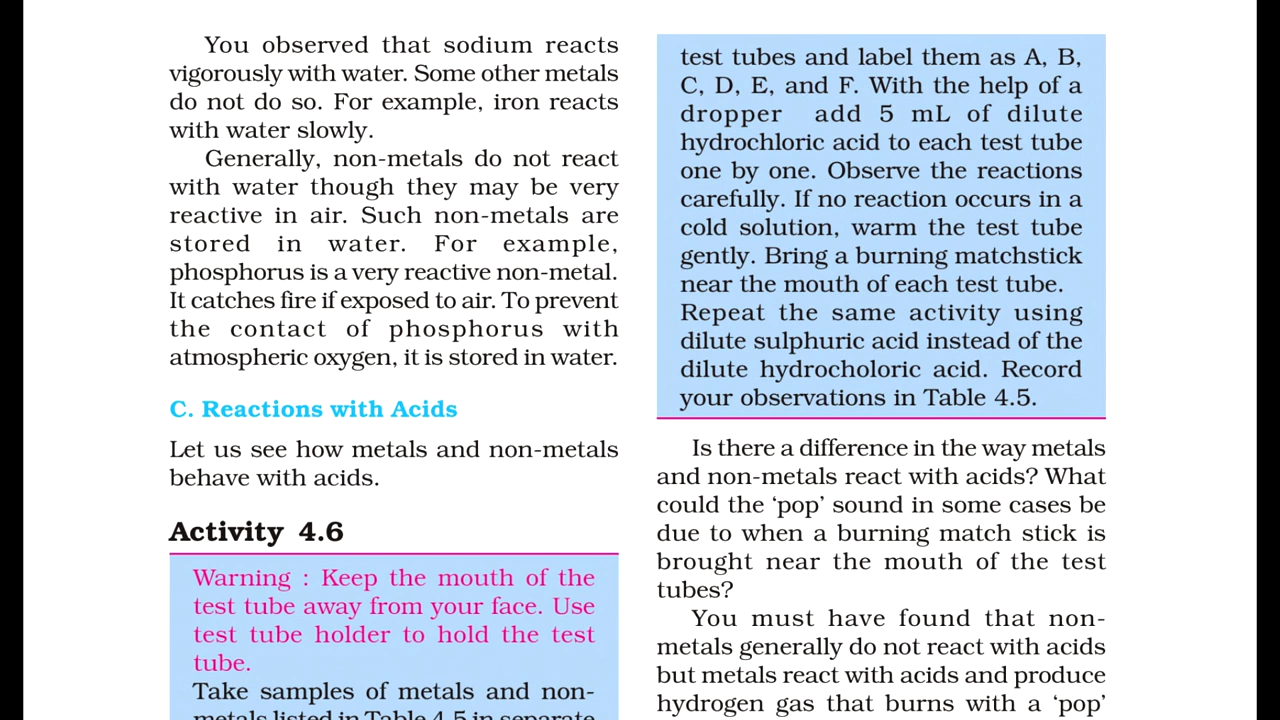 You observed that sodium reacts
vigorously with water. Some other metals
do not do so. For example, iron reacts
with water slowly.
Generally, non-metals do not react
with water though they may be very
reactive in air. Such non-metals are
stored in water. For example,
phosphorus is a very reactive non-metal.
It catches fire if exposed to air. To prevent
the contact of phosphorus with
atmospheric oxygen, it is stored in water.
C. Reactions with Acids
Let us see how metals and non-metals
behave with acids.
Activity 4.6
Warning : Keep the mouth of the
test tube away from your face. Use
test tube holder to hold the test
tube.
Take samples of metals and non-
metals listed in Table 4.5 in separate
test tubes and label them as A, B,
C, D, E, and F. With the help of a
dropper add 5 mL of dilute
hydrochloric acid to each test tube
one by one. Observe the reactions
carefully. If no reaction occurs in a
cold solution, warm the test tube
gently. Bring a burning matchstick
near the mouth of each test tube.
Repeat the same activity using
dilute sulphuric acid instead of the
dilute hydrocholoric acid. Record
your observations in Table 4.5.
Is there a difference in the way metals
and non-metals react with acids? What
could the ‘pop’ sound in some cases be
due to when a burning match stick is
brought near the mouth of the test
tubes?
You must have found that non-
metals generally do not react with acids
but metals react with acids and produce
hydrogen gas that burns with a ‘pop’